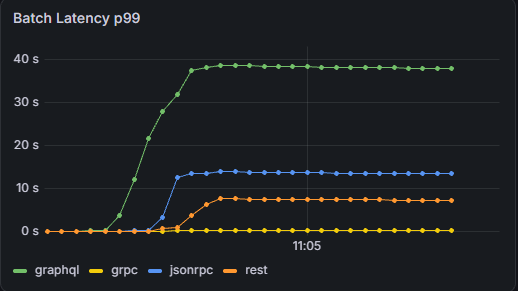 Batch Latency p99
40 s
30 s
20 s
10 s
0 s
11:05
graphql grpc jsonrpc rest